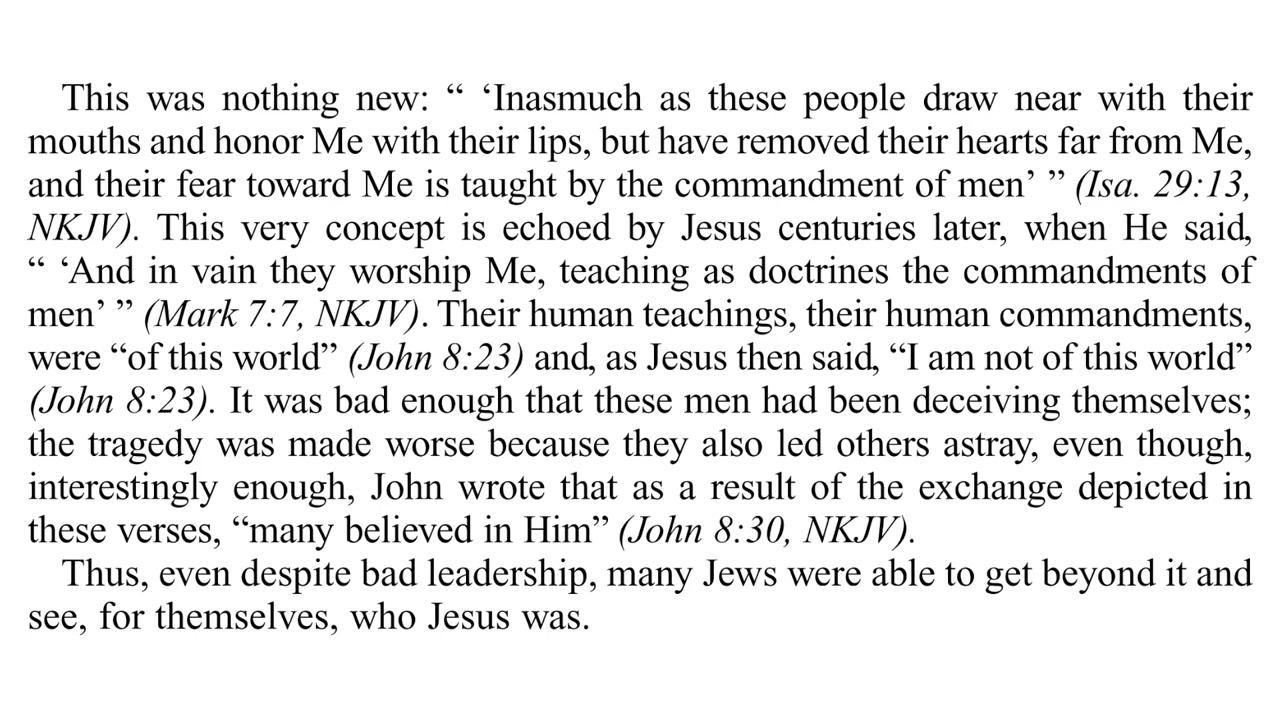 This was nothing new: “ ‘Inasmuch as these people draw near with their
mouths and honor Me with their lips, but have removed their hearts far from Me,
and their fear toward Me is taught by the commandment of men’ ” (Isa. 29:13,
NKJV). This very concept is echoed by Jesus centuries later, when He said,
“ ‘And in vain they worship Me, teaching as doctrines the commandments of
men’ ” (Mark 7:7, NKJV). Their human teachings, their human commandments,
were “of this world” (John 8:23) and, as Jesus then said, “I am not of this world”
(John 8:23). It was bad enough that these men had been deceiving themselves;
the tragedy was made worse because they also led others astray, even though,
interestingly enough, John wrote that as a result of the exchange depicted in
these verses, “many believed in Him” (John 8:30, NKJV).
Thus, even despite bad leadership, many Jews were able to get beyond it and
see, for themselves, who Jesus was.